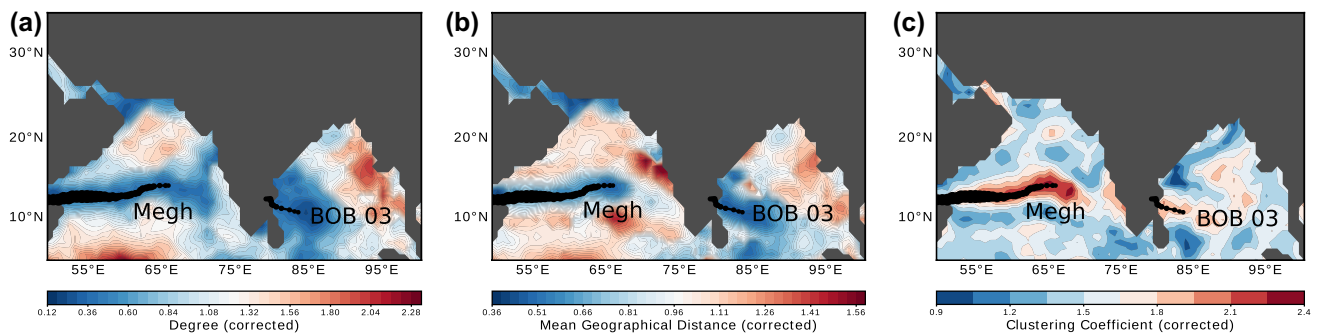 (a)
30°N
20°N
10°N
Megh
BOB 03
55°E 65°E 75°E 85°E 95°E
0.12 0.36 0.60 0.84 1.08 1.32 1.56 1.80 2.04 2.28
Degree (corrected)
(b)
30°N
20°N
10°N
Megh
BOB 03
55°E 65°E 75°E 85°E 95°E
0.36 0.51 0.66 0.81 0.96 1.11 1.26 1.41 1.56
Mean Geographical Distance (corrected)
(c)
30°N
20°N
10°N
Megh
BOB 03
55°E 65°E 75°E 85°E 95°E
0.9 1.2 1.5 1.8 2.1 2.4
Clustering Coefficient (corrected)